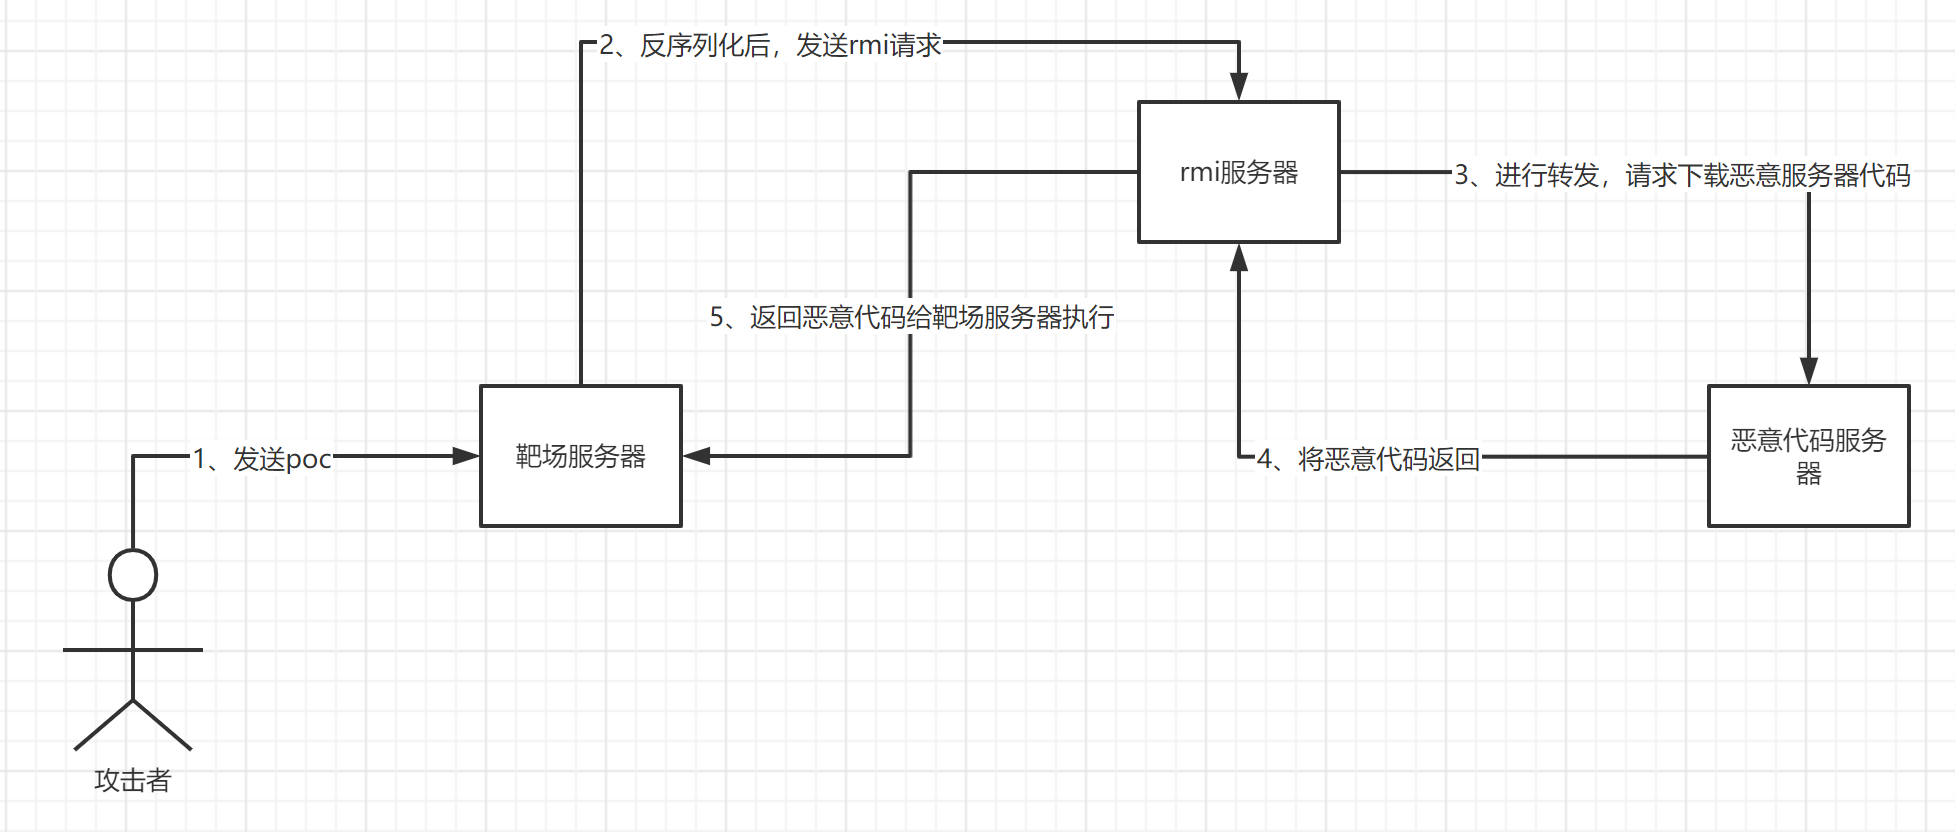 2、反序列化后，发送rmi请求
rmi服务器
3、进行转发，请求下载恶意服务器代码
5、返回恶意代码给靶场服务器执行
1、发送poc
靶场服务器
4、将恶意代码返回
恶意代码服务
器
攻击者